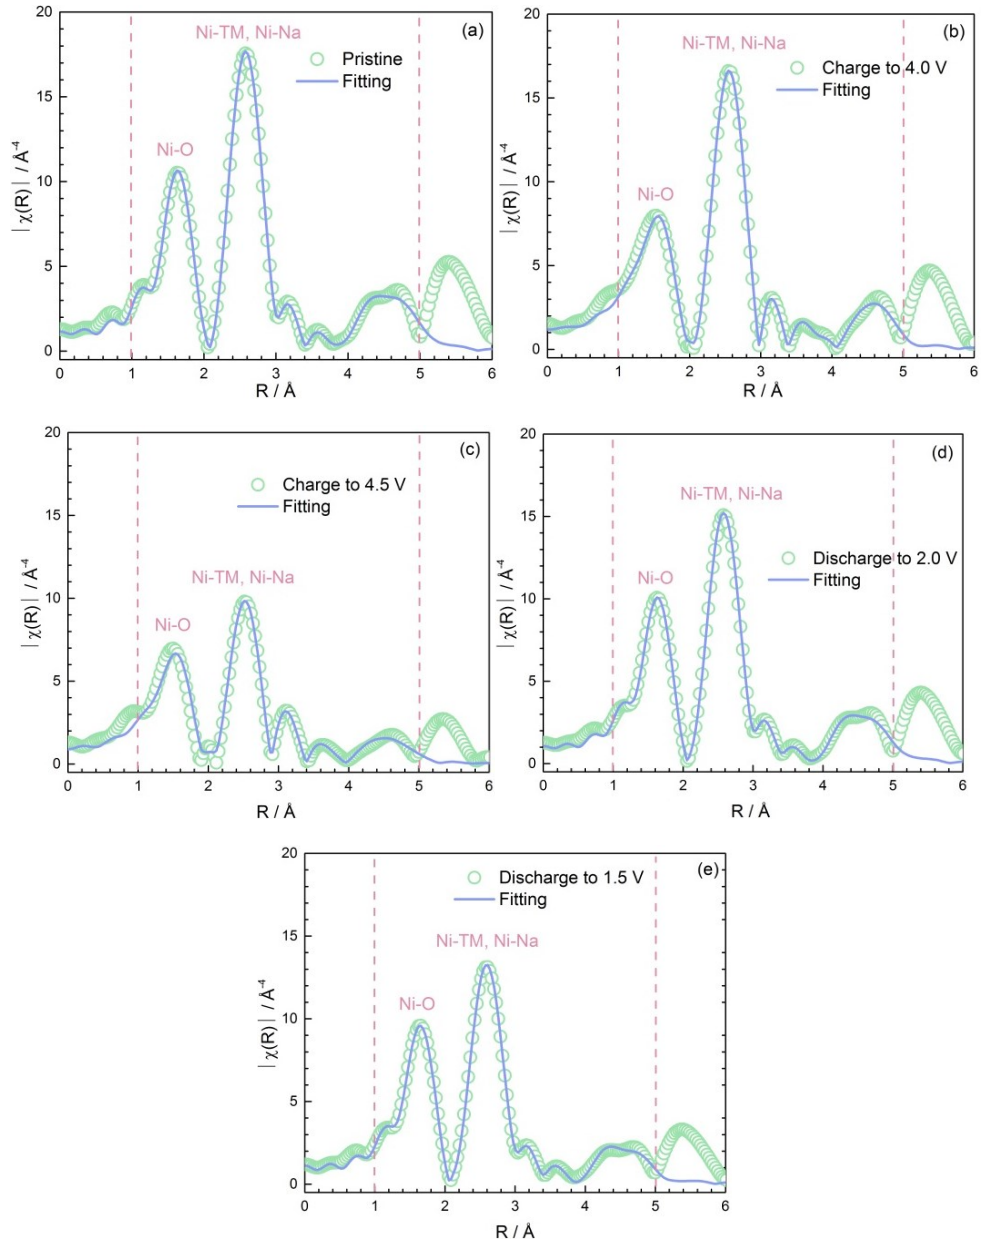 (a)
Ni-TM, Ni-Na
Pristine
Fitting
Ni-O
20
15
10
5
0
| χ(R) | / Å⁻⁴
0 1 2 3 4 5 6
R / Å
(b)
Ni-TM, Ni-Na
Charge to 4.0 V
Fitting
Ni-O
20
15
10
5
0
| χ(R) | / Å⁻⁴
0 1 2 3 4 5 6
R / Å
(c)
Charge to 4.5 V
Fitting
Ni-TM, Ni-Na
Ni-O
20
15
10
5
0
| χ(R) | / Å⁻⁴
0 1 2 3 4 5 6
R / Å
(d)
Ni-TM, Ni-Na
Discharge to 2.0 V
Fitting
Ni-O
20
15
10
5
0
| χ(R) | / Å⁻⁴
0 1 2 3 4 5 6
R / Å
(e)
Discharge to 1.5 V
Fitting
Ni-TM, Ni-Na
Ni-O
20
15
10
5
0
| χ(R) | / Å⁻⁴
0 1 2 3 4 5 6
R / Å